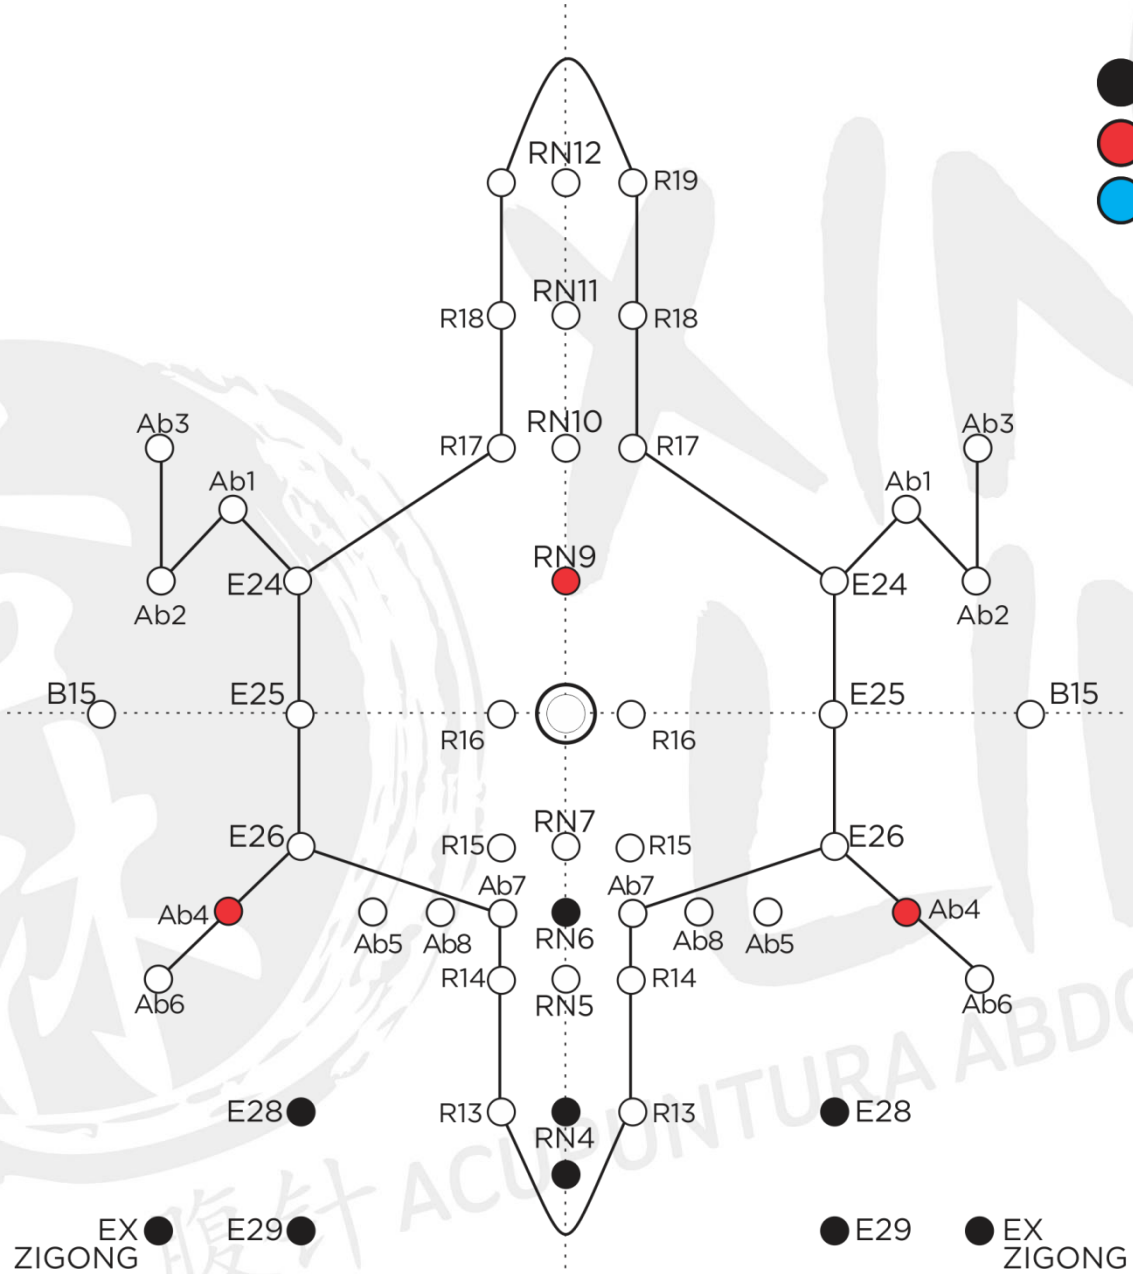 RN12
R19
RN11
R18
R18
RN10
R17
R17
Ab3
Ab3
Ab1
Ab1
RN9
E24
E24
Ab2
Ab2
B15
E25
E25
B15
R16
R16
RN7
E26
R15
R15
E26
Ab7
Ab7
Ab4
Ab4
Ab5
Ab8
RN6
Ab8
Ab5
R14
R14
Ab6
RN5
Ab6
E28
R13
R13
E28
RN4
EX
ZIGONG
E29
E29
EX
ZIGONG
腹针 ACUPUNTURA ABDO